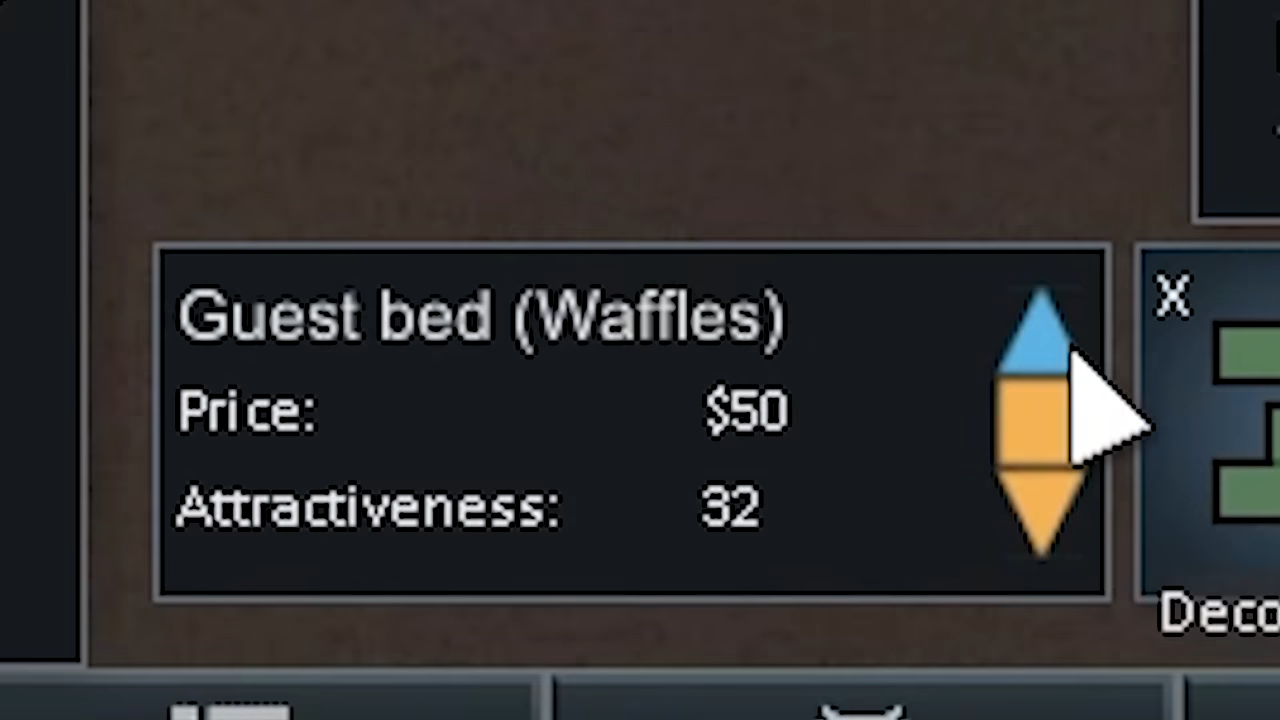 Guest bed (Waffles)
Price: $50
Attractiveness: 32
X
Deco